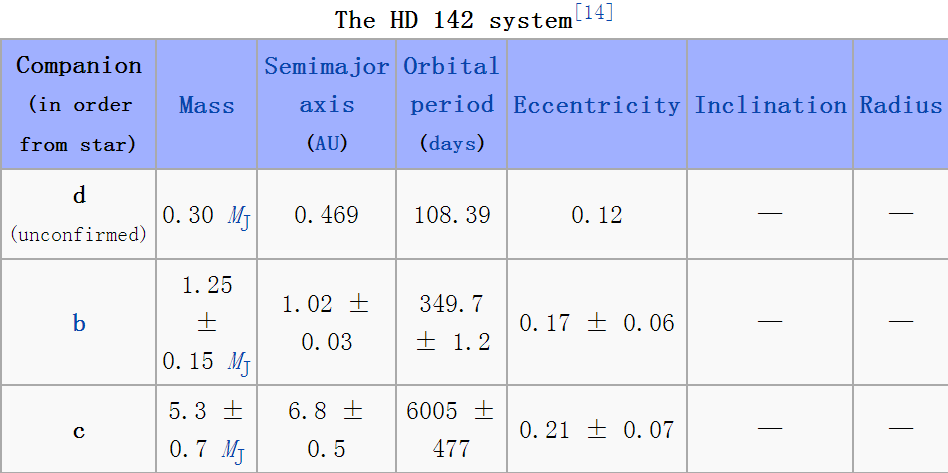 The HD 142 system[14]
Companion (in order from star) Mass Semimajor axis (AU) Orbital period (days) Eccentricity Inclination Radius
d (unconfirmed) 0.30 MJ 0.469 108.39 0.12 — —
b 1.25 ± 0.15 MJ 1.02 ± 0.03 349.7 ± 1.2 0.17 ± 0.06 — —
c 5.3 ± 0.7 MJ 6.8 ± 0.5 6005 ± 477 0.21 ± 0.07 — —